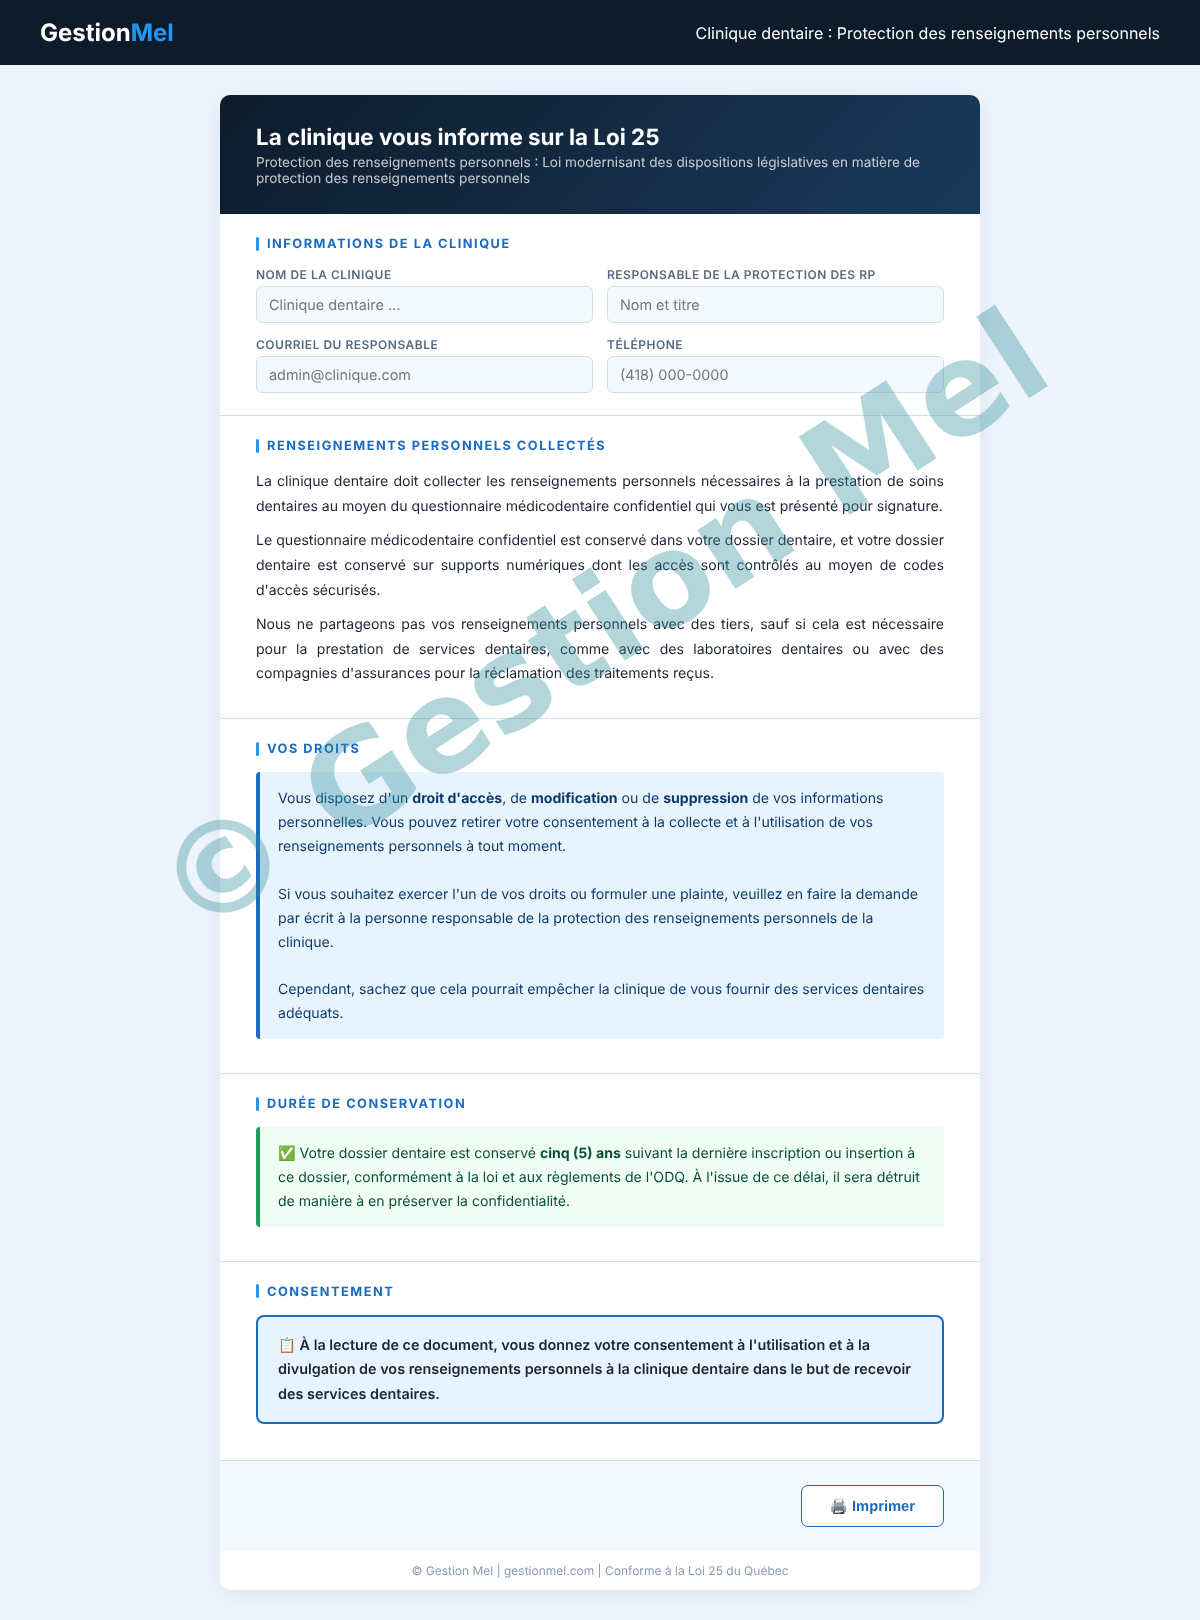 GestionMel
Clinique dentaire : Protection des renseignements personnels
La clinique vous informe sur la Loi 25
Protection des renseignements personnels : Loi modernisant des dispositions législatives en matière de
protection des renseignements personnels
INFORMATIONS DE LA CLINIQUE
NOM DE LA CLINIQUE
RESPONSABLE DE LA PROTECTION DES RP
Clinique dentaire ...
Nom et titre
COURRIEL DU RESPONSABLE
TÉLÉPHONE
admin@clinique.com
(418) 000-0000
RENSEIGNEMENTS PERSONNELS COLLECTÉS
La clinique dentaire doit collecter les renseignements personnels nécessaires à la prestation de soins
dentaires au moyen du questionnaire médicodentaire confidentiel qui vous est présenté pour signature.
Le questionnaire médicodentaire confidentiel est conservé dans votre dossier dentaire, et votre dossier
dentaire est conservé sur supports numériques dont les accès sont contrôlés au moyen de codes
d'accès sécurisés.
Nous ne partageons pas vos renseignements personnels avec des tiers, sauf si cela est nécessaire
pour la prestation de services dentaires, comme avec des laboratoires dentaires ou avec des
compagnies d'assurances pour la réclamation des traitements reçus.
VOS DROITS
Vous disposez d'un droit d'accès, de modification ou de suppression de vos informations
personnelles. Vous pouvez retirer votre consentement à la collecte et à l'utilisation de vos
renseignements personnels à tout moment.
Si vous souhaitez exercer l'un de vos droits ou formuler une plainte, veuillez en faire la demande
par écrit à la personne responsable de la protection des renseignements personnels de la
clinique.
Cependant, sachez que cela pourrait empêcher la clinique de vous fournir des services dentaires
adéquats.
DURÉE DE CONSERVATION
✅ Votre dossier dentaire est conservé cinq (5) ans suivant la dernière inscription ou insertion à
ce dossier, conformément à la loi et aux règlements de l'ODQ. À l'issue de ce délai, il sera détruit
de manière à en préserver la confidentialité.
CONSENTEMENT
📋 À la lecture de ce document, vous donnez votre consentement à l'utilisation et à la
divulgation de vos renseignements personnels à la clinique dentaire dans le but de recevoir
des services dentaires.
🖨️ Imprimer
© Gestion Mel | gestionmel.com | Conforme à la Loi 25 du Québec
© Gestion Mel